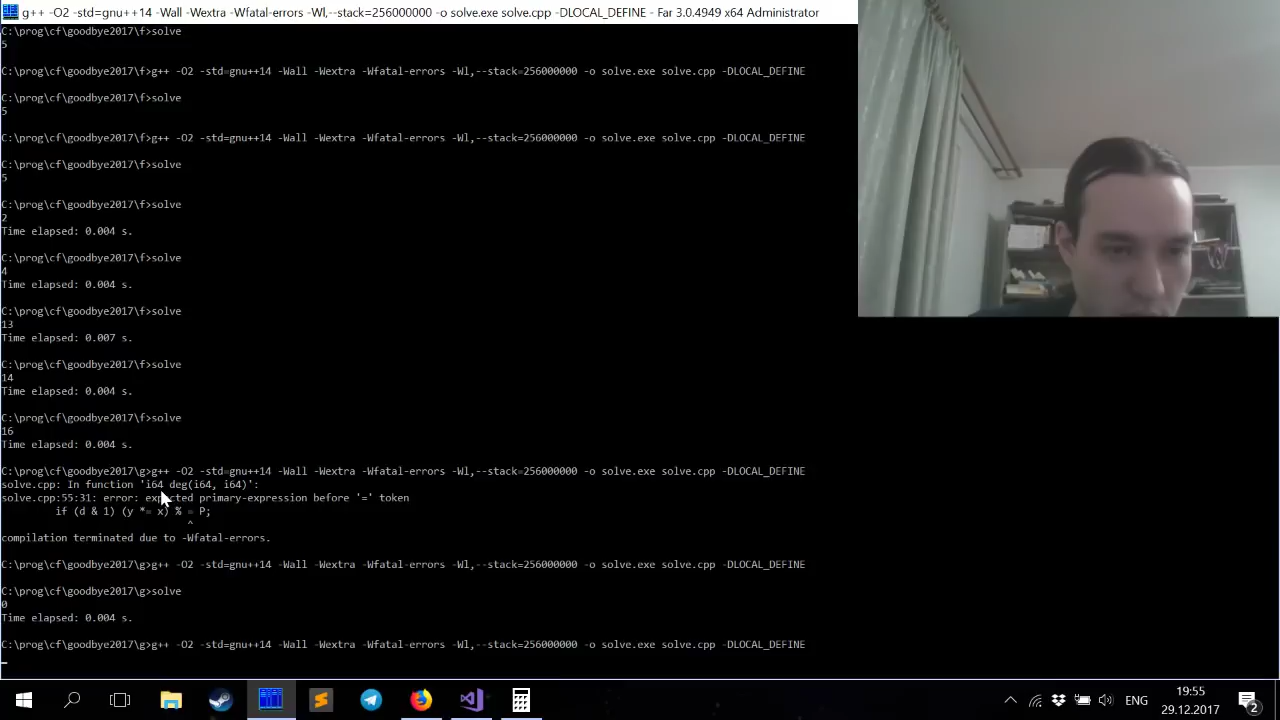 g++ -O2 -std=gnu++14 -Wall -Wextra -Wfatal-errors -Wl,--stack=256000000 -o solve.exe solve.cpp -DLOCAL_DEFINE - Far 3.0.4949 x64 Administrator
C:\prog\cf\goodbye2017\f>solve
5
C:\prog\cf\goodbye2017\f>g++ -O2 -std=gnu++14 -Wall -Wextra -Wfatal-errors -Wl,--stack=256000000 -o solve.exe solve.cpp -DLOCAL_DEFINE
C:\prog\cf\goodbye2017\f>solve
5
C:\prog\cf\goodbye2017\f>g++ -O2 -std=gnu++14 -Wall -Wextra -Wfatal-errors -Wl,--stack=256000000 -o solve.exe solve.cpp -DLOCAL_DEFINE
C:\prog\cf\goodbye2017\f>solve
5
C:\prog\cf\goodbye2017\f>solve
2
Time elapsed: 0.004 s.
C:\prog\cf\goodbye2017\f>solve
4
Time elapsed: 0.004 s.
C:\prog\cf\goodbye2017\f>solve
13
Time elapsed: 0.007 s.
C:\prog\cf\goodbye2017\f>solve
14
Time elapsed: 0.004 s.
C:\prog\cf\goodbye2017\f>solve
16
Time elapsed: 0.004 s.
C:\prog\cf\goodbye2017\g>g++ -O2 -std=gnu++14 -Wall -Wextra -Wfatal-errors -Wl,--stack=256000000 -o solve.exe solve.cpp -DLOCAL_DEFINE
solve.cpp: In function 'i64 deg(i64, i64)':
solve.cpp:55:31: error: expected primary-expression before '=' token
if (d & 1) (y *= x) % = P;
^
compilation terminated due to -Wfatal-errors.
C:\prog\cf\goodbye2017\g>g++ -O2 -std=gnu++14 -Wall -Wextra -Wfatal-errors -Wl,--stack=256000000 -o solve.exe solve.cpp -DLOCAL_DEFINE
C:\prog\cf\goodbye2017\g>solve
0
Time elapsed: 0.004 s.
C:\prog\cf\goodbye2017\g>g++ -O2 -std=gnu++14 -Wall -Wextra -Wfatal-errors -Wl,--stack=256000000 -o solve.exe solve.cpp -DLOCAL_DEFINE
ENG
19:55
29.12.2017
2